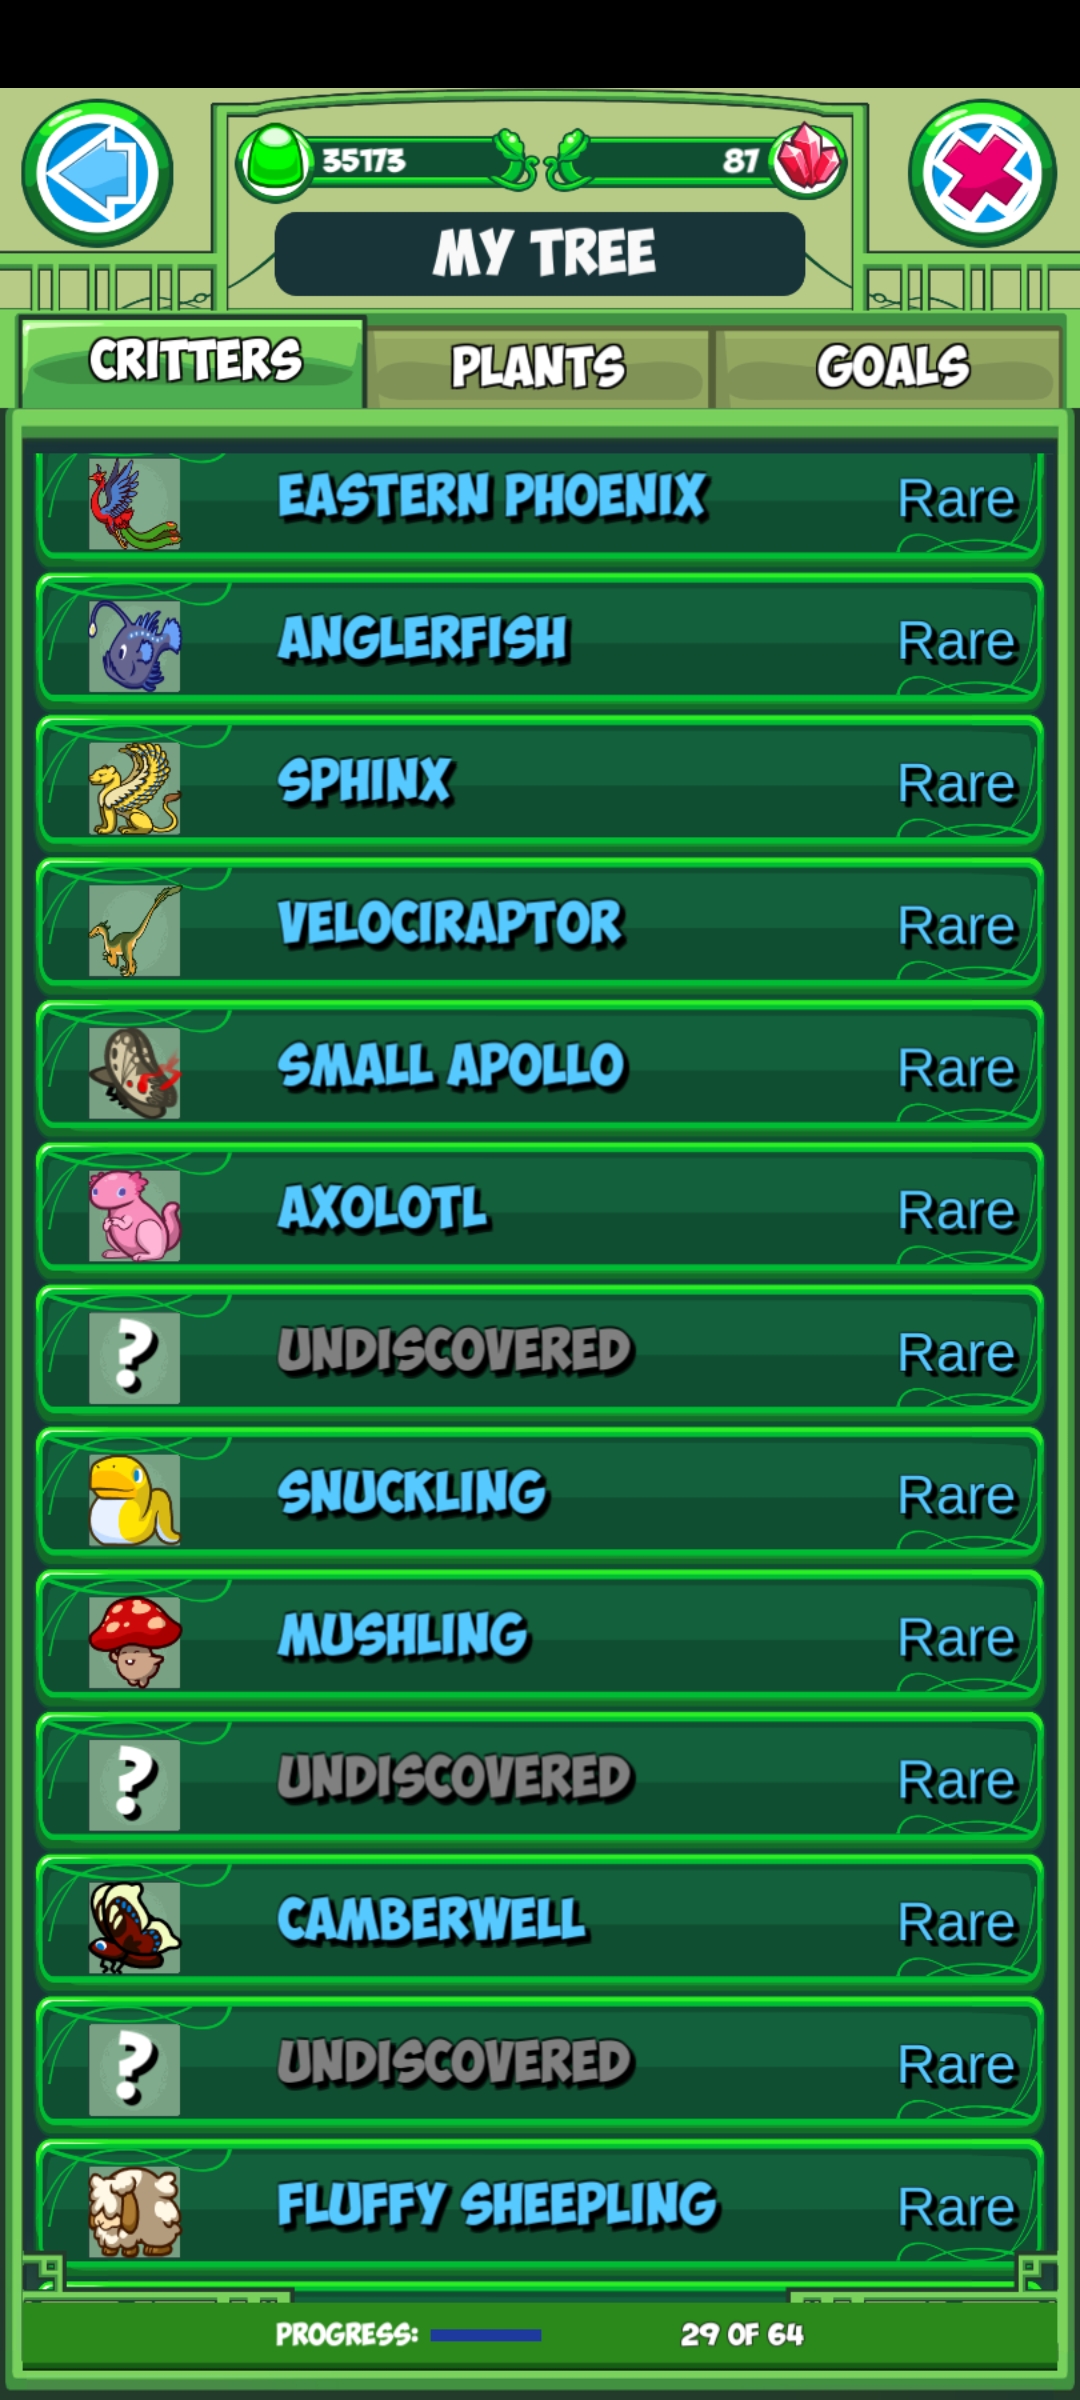 35173
87
MY TREE
CRITTERS
PLANTS
GOALS
EASTERN PHOENIX Rare
ANGLERFISH Rare
SPHINX Rare
VELOCIRAPTOR Rare
SMALL APOLLO Rare
AXOLOTL Rare
? UNDISCOVERED Rare
SNUCKLING Rare
MUSHLING Rare
? UNDISCOVERED Rare
CAMBERWELL Rare
? UNDISCOVERED Rare
FLUFFY SHEEPLING Rare
PROGRESS: 29 OF 64